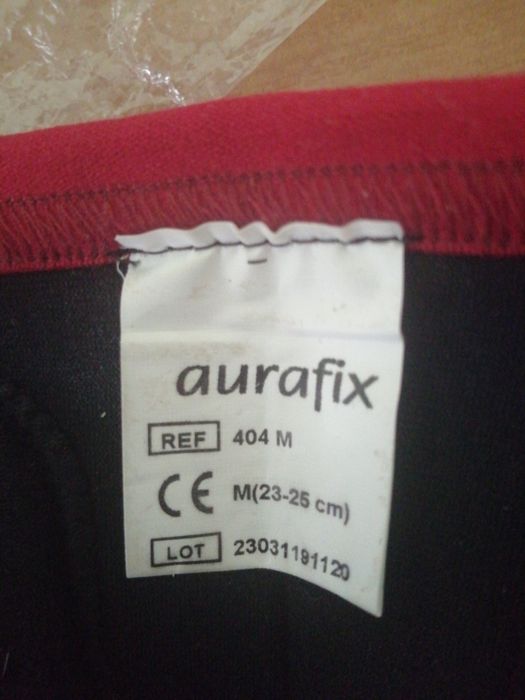 aurafix
REF 404 M
CE M(23-25 cm)
LOT 23031191120